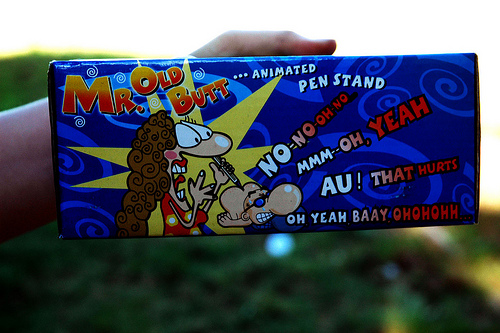 MR. OLD BUTT
... ANIMATED
PEN STAND
NO-NO-OH-NO
MMM--OH, YEAH
AU! THAT HURTS
OH YEAH BAAY OHOHOHH...